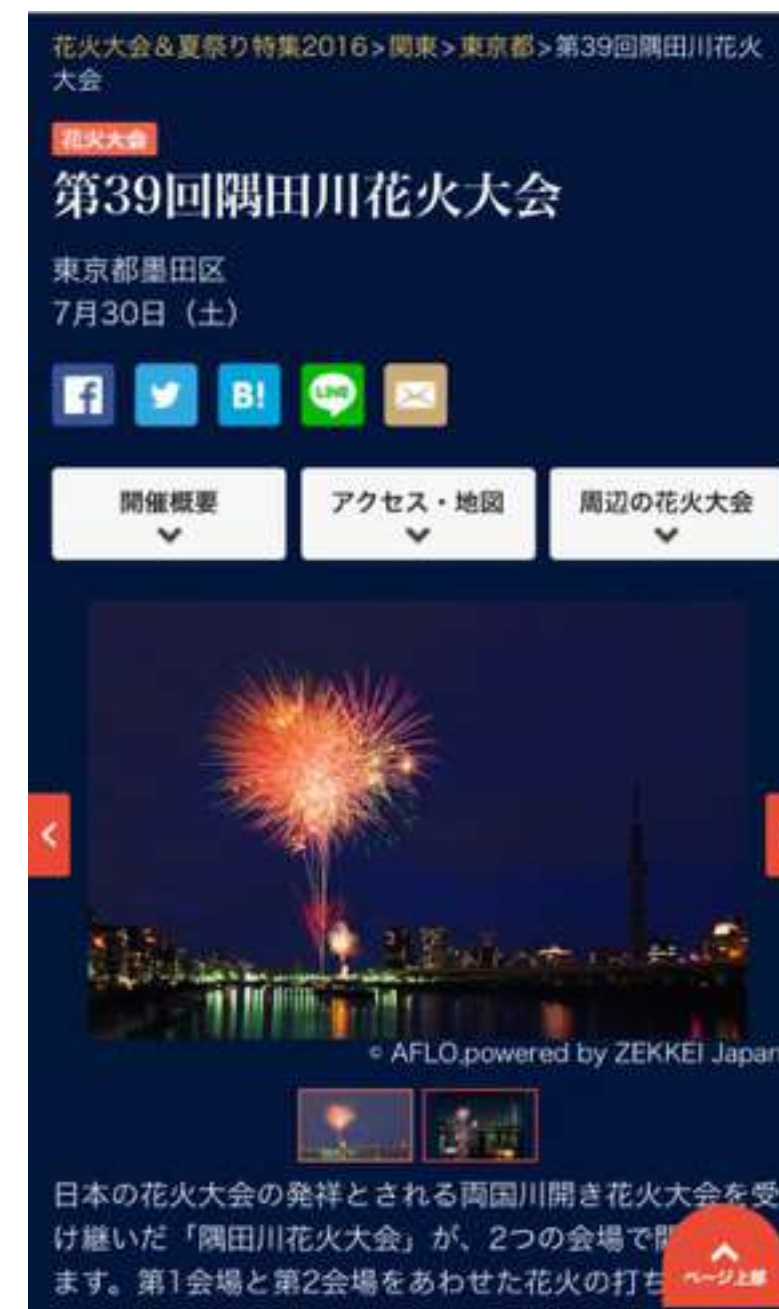 花火大会&夏祭り特集2016>関東>東京都>第39回隅田川花火
大会
花火大会
第39回隅田川花火大会
東京都墨田区
7月30日(土)
B!
LINE
開催概要
アクセス・地図
周辺の花火大会
© AFLO.powered by ZEKKEI Japan
日本の花火大会の発祥とされる両国川開き花火大会を受
け継いだ「隅田川花火大会」が、2つの会場で開
ます。第1会場と第2会場をあわせた花火の打ち
ページ上部